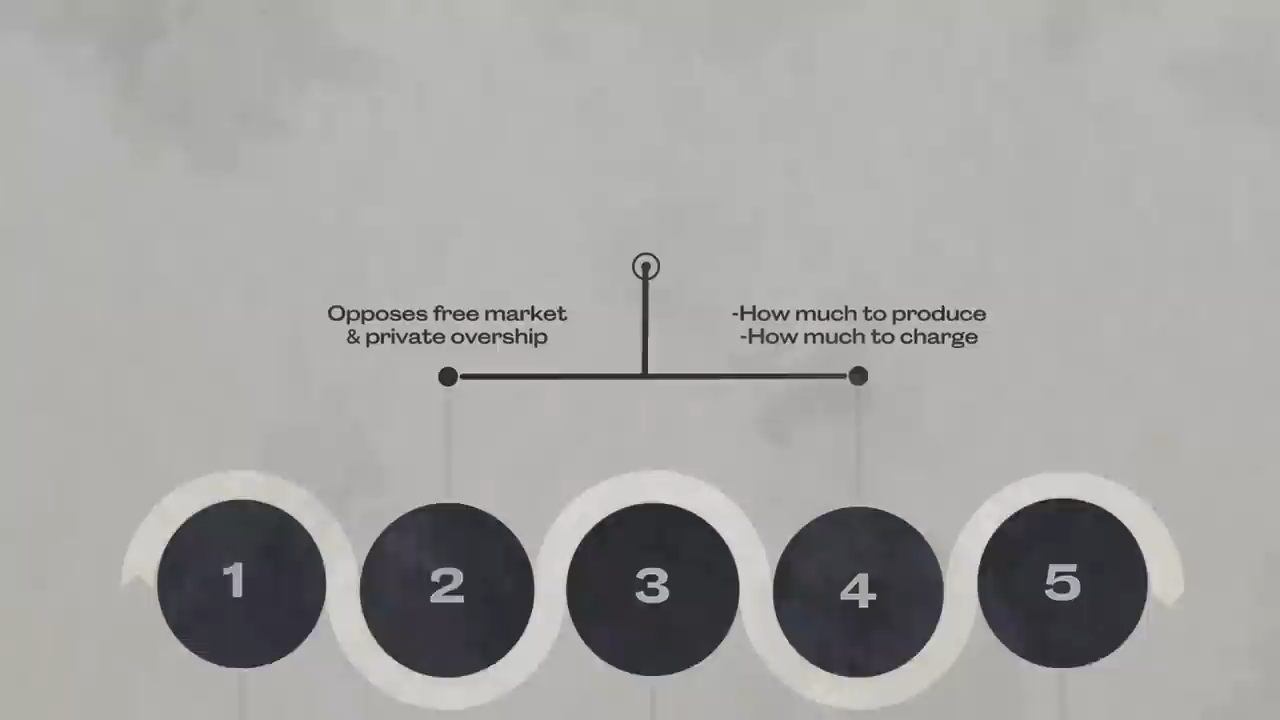 Opposes free market
& private overship
-How much to produce
-How much to charge
1
2
3
4
5